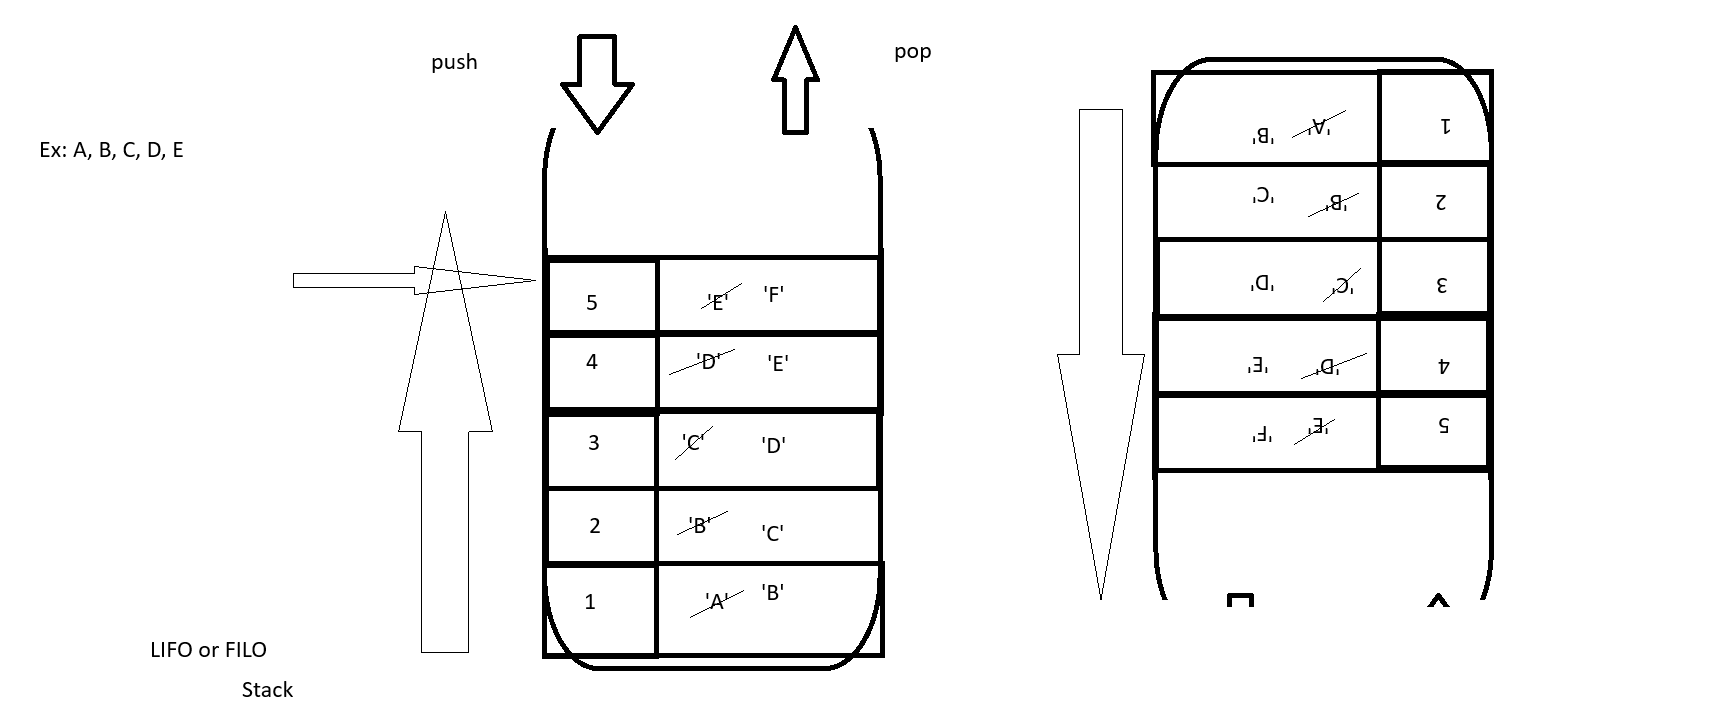 push
pop
Ex: A, B, C, D, E
5 'E' 'F'
4 'D' 'E'
3 'C' 'D'
2 'B' 'C'
1 'A' 'B'
LIFO or FILO
Stack
'B' 'A' 1
'C' 'B' 2
'D' 'C' 3
'E' 'D' 4
'F' 'E' 5